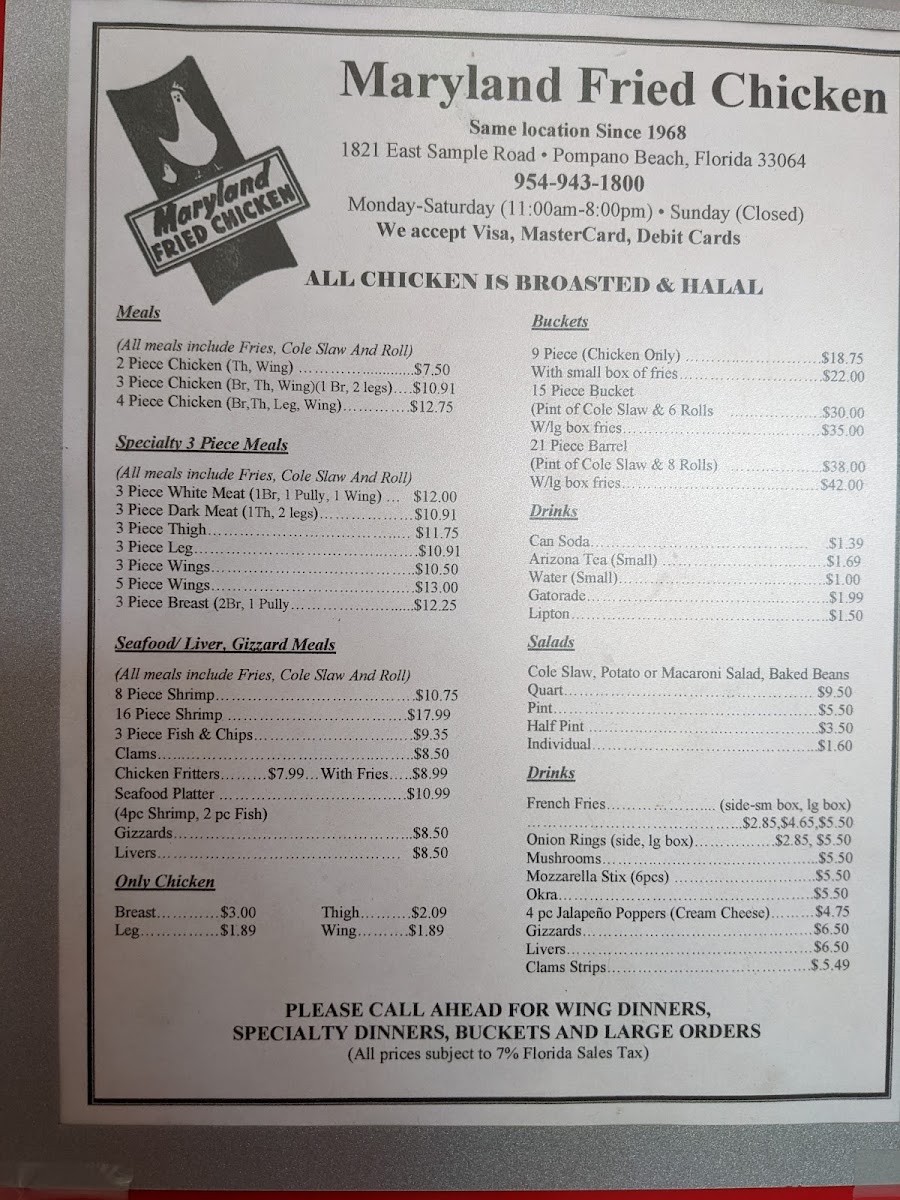 Maryland
FRIED CHICKEN
Maryland Fried Chicken
Same location Since 1968
1821 East Sample Road • Pompano Beach, Florida 33064
954-943-1800
Monday-Saturday (11:00am-8:00pm) • Sunday (Closed)
We accept Visa, MasterCard, Debit Cards
ALL CHICKEN IS BROASTED & HALAL
Meals
(All meals include Fries, Cole Slaw And Roll)
2 Piece Chicken (Th, Wing) .......................$7.50
3 Piece Chicken (Br, Th, Wing)(1 Br, 2 legs)....$10.91
4 Piece Chicken (Br,Th, Leg, Wing).............$12.75
Specialty 3 Piece Meals
(All meals include Fries, Cole Slaw And Roll)
3 Piece White Meat (1Br, 1 Pully, 1 Wing) ... $12.00
3 Piece Dark Meat (1Th, 2 legs)..................$10.91
3 Piece Thigh....................................... $11.75
3 Piece Leg..........................................$10.91
3 Piece Wings.......................................$10.50
5 Piece Wings.......................................$13.00
3 Piece Breast (2Br, 1 Pully.......................$12.25
Seafood/ Liver, Gizzard Meals
(All meals include Fries, Cole Slaw And Roll)
8 Piece Shrimp......................................$10.75
16 Piece Shrimp ...................................$17.99
3 Piece Fish & Chips..............................$9.35
Clams................................................$8.50
Chicken Fritters.........$7.99...With Fries.....$8.99
Seafood Platter ....................................$10.99
(4pc Shrimp, 2 pc Fish)
Gizzards..............................................$8.50
Livers.............................................. $8.50
Only Chicken
Breast............$3.00 Thigh..........$2.09
Leg...............$1.89 Wing..........$1.89
Buckets
9 Piece (Chicken Only) ..........................$18.75
With small box of fries...........................$22.00
15 Piece Bucket
(Pint of Cole Slaw & 6 Rolls .................$30.00
W/lg box fries.......................................$35.00
21 Piece Barrel
(Pint of Cole Slaw & 8 Rolls) .................$38.00
W/lg box fries.......................................$42.00
Drinks
Can Soda.......................................... .$1.39
Arizona Tea (Small) ..............................$1.69
Water (Small).......................................$1.00
Gatorade..............................................$1.99
Lipton.................................................$1.50
Salads
Cole Slaw, Potato or Macaroni Salad, Baked Beans
Quart................................................ $9.50
Pint...................................................$5.50
Half Pint .............................................$3.50
Individual............................................$1.60
Drinks
French Fries...................... (side-sm box, lg box)
..........................................$2.85,$4.65,$5.50
Onion Rings (side, lg box)................$2.85, $5.50
Mushrooms..........................................$5.50
Mozzarella Stix (6pcs) ...........................$5.50
Okra..................................................$5.50
4 pc Jalapeño Poppers (Cream Cheese).........$4.75
Gizzards..............................................$6.50
Livers.................................................$6.50
Clams Strips.........................................$.5.49
PLEASE CALL AHEAD FOR WING DINNERS,
SPECIALTY DINNERS, BUCKETS AND LARGE ORDERS
(All prices subject to 7% Florida Sales Tax)